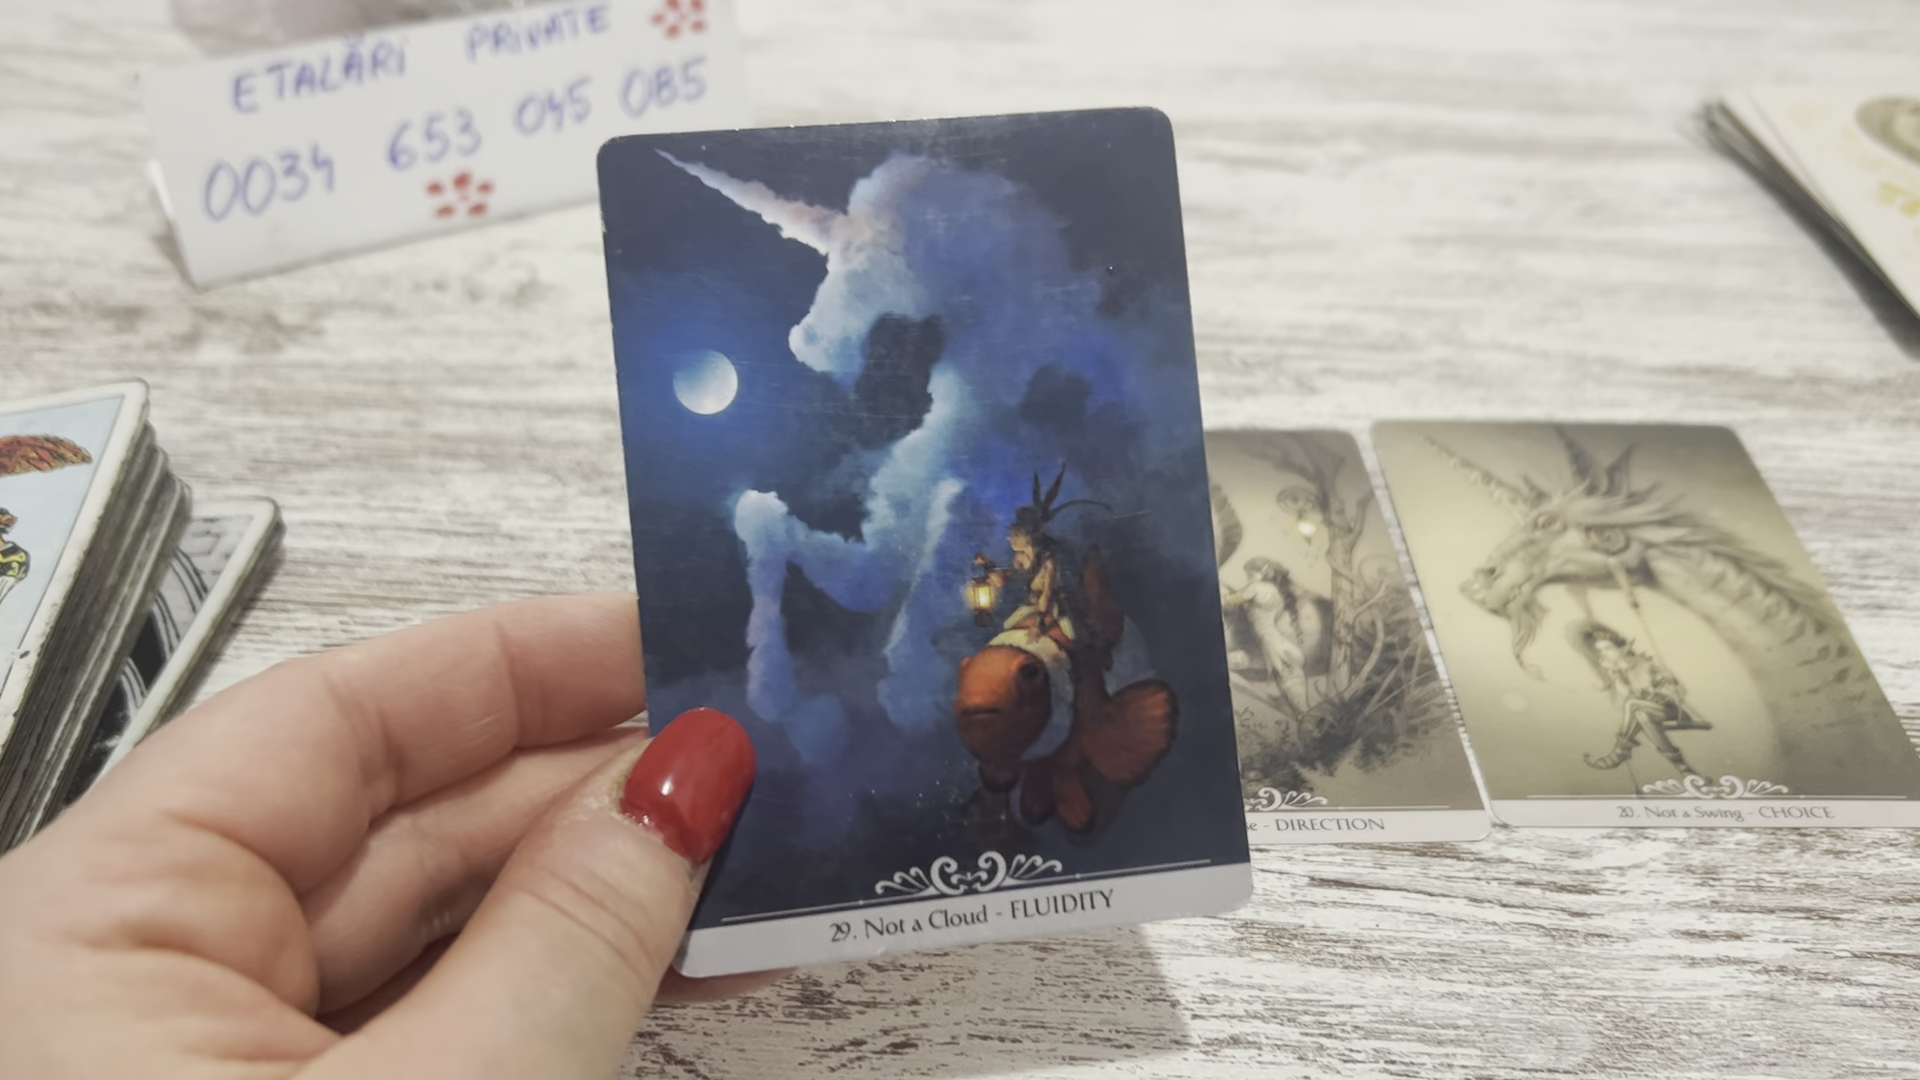 ETALĂRi PRiVATE
0034 653 045 085
29. Not a Cloud - FLUIDITY
- DIRECTION
20. Not a Swing - CHOICE